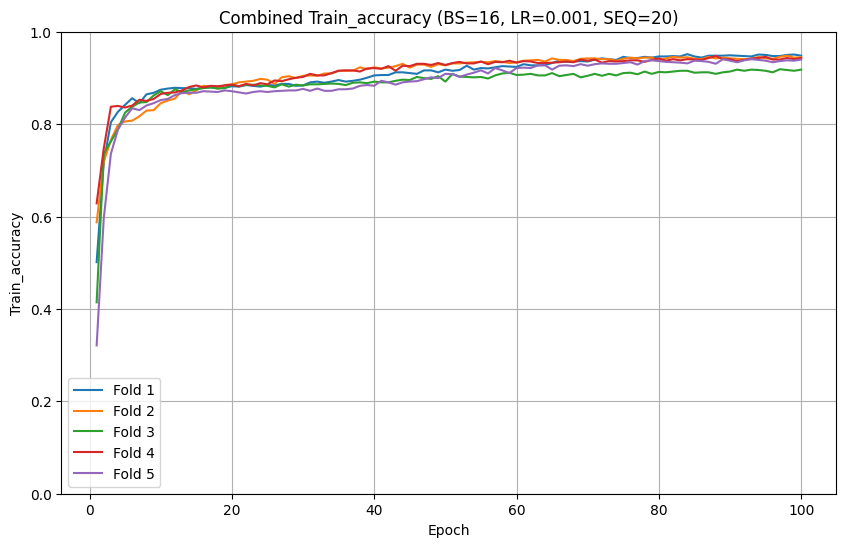 Combined Train_accuracy (BS=16, LR=0.001, SEQ=20)
Train_accuracy
1.0
0.8
0.6
0.4
0.2
0.0
Fold 1
Fold 2
Fold 3
Fold 4
Fold 5
0 20 40 60 80 100
Epoch